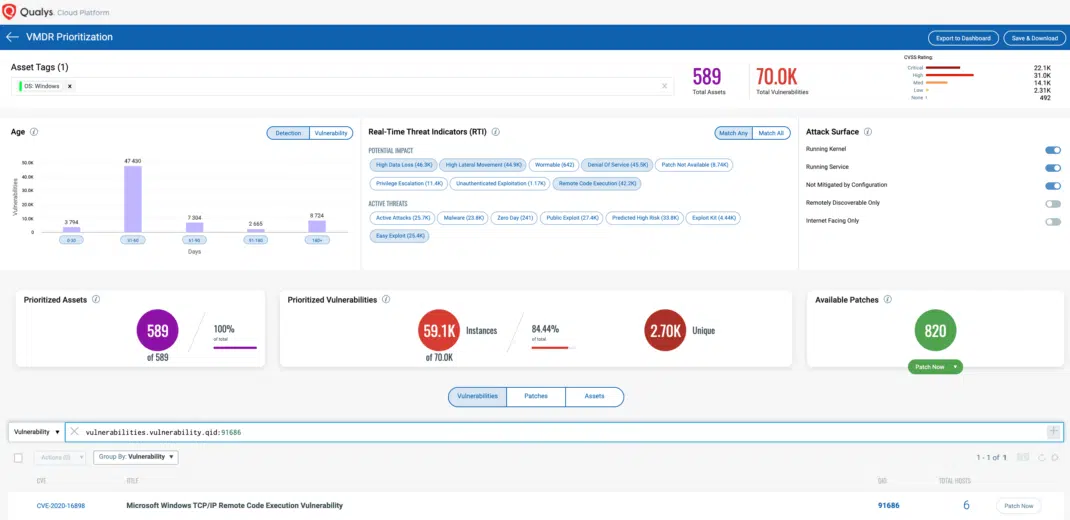 Qualys. Cloud Platform
VMDR Prioritization
Export to Dashboard
Save & Download
Asset Tags (1)
OS: Windows x
589
Total Assets
70.0K
Total Vulnerabilities
CVSS Rating:
Critical 22.1K
High 31.0K
Med 14.1K
Low 2.31K
None 492
Age
Detection Vulnerability
Vulnerabilities
50.0K
40.0K
30.0K
20.0K
10.0K
0
3 794
47 430
7 304
2 665
8 724
0-30 31-60 61-90 91-180 180+
Days
Real-Time Threat Indicators (RTI)
Match Any Match All
POTENTIAL IMPACT
High Data Loss (46.3K) High Lateral Movement (44.9K) Wormable (642) Denial Of Service (45.5K) Patch Not Available (8.74K)
Privilege Escalation (11.4K) Unauthenticated Exploitation (1.17K) Remote Code Execution (42.2K)
ACTIVE THREATS
Active Attacks (25.7K) Malware (23.8K) Zero Day (241) Public Exploit (27.4K) Predicted High Risk (33.8K) Exploit Kit (4.44K)
Easy Exploit (35.4K)
Attack Surface
Running Kernel
Running Service
Not Mitigated by Configuration
Remotely Discoverable Only
Internet Facing Only
Prioritized Assets
589
of 589
100%
of total
Prioritized Vulnerabilities
59.1K Instances
of 70.0K
84.44%
of total
2.70K Unique
Available Patches
820
Patch Now
Vulnerabilities Patches Assets
Vulnerability vulnerabilities.vulnerability.qid:91686
Actions (0) Group By: Vulnerability 1 - 1 of 1
CVE TITLE QID TOTAL HOSTS
CVE-2020-16898 Microsoft Windows TCP/IP Remote Code Execution Vulnerability 91686 6 Patch Now